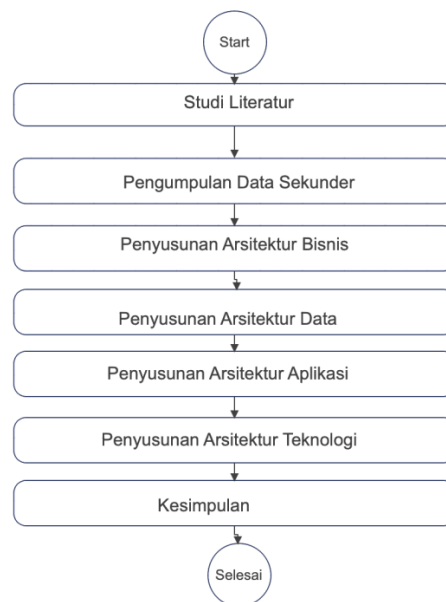 Start
Studi Literatur
Pengumpulan Data Sekunder
Penyusunan Arsitektur Bisnis
Penyusunan Arsitektur Data
Penyusunan Arsitektur Aplikasi
Penyusunan Arsitektur Teknologi
Kesimpulan
Selesai